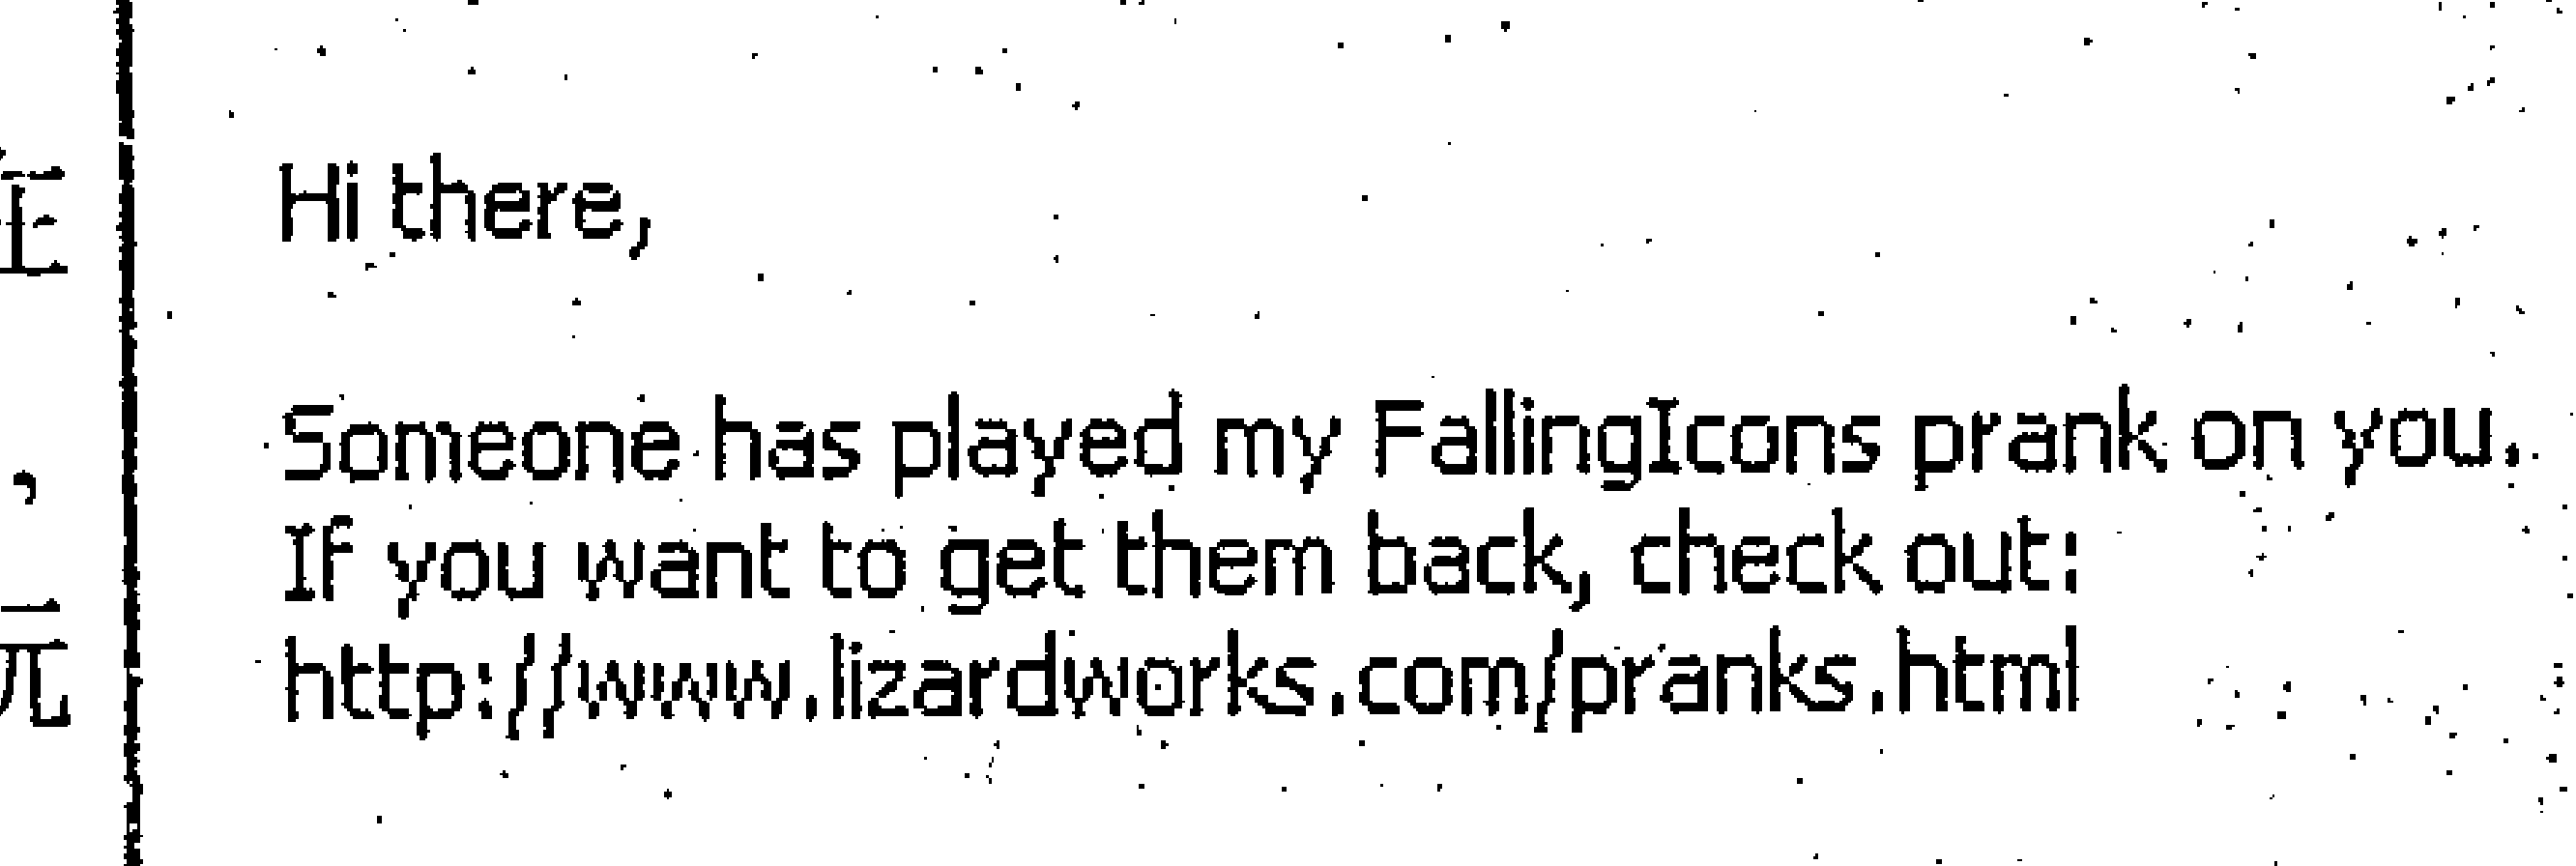 Hi there,
Someone has played my FallingIcons prank on you.
If you want to get them back, check out:
http://www.lizardworks.com/pranks.html